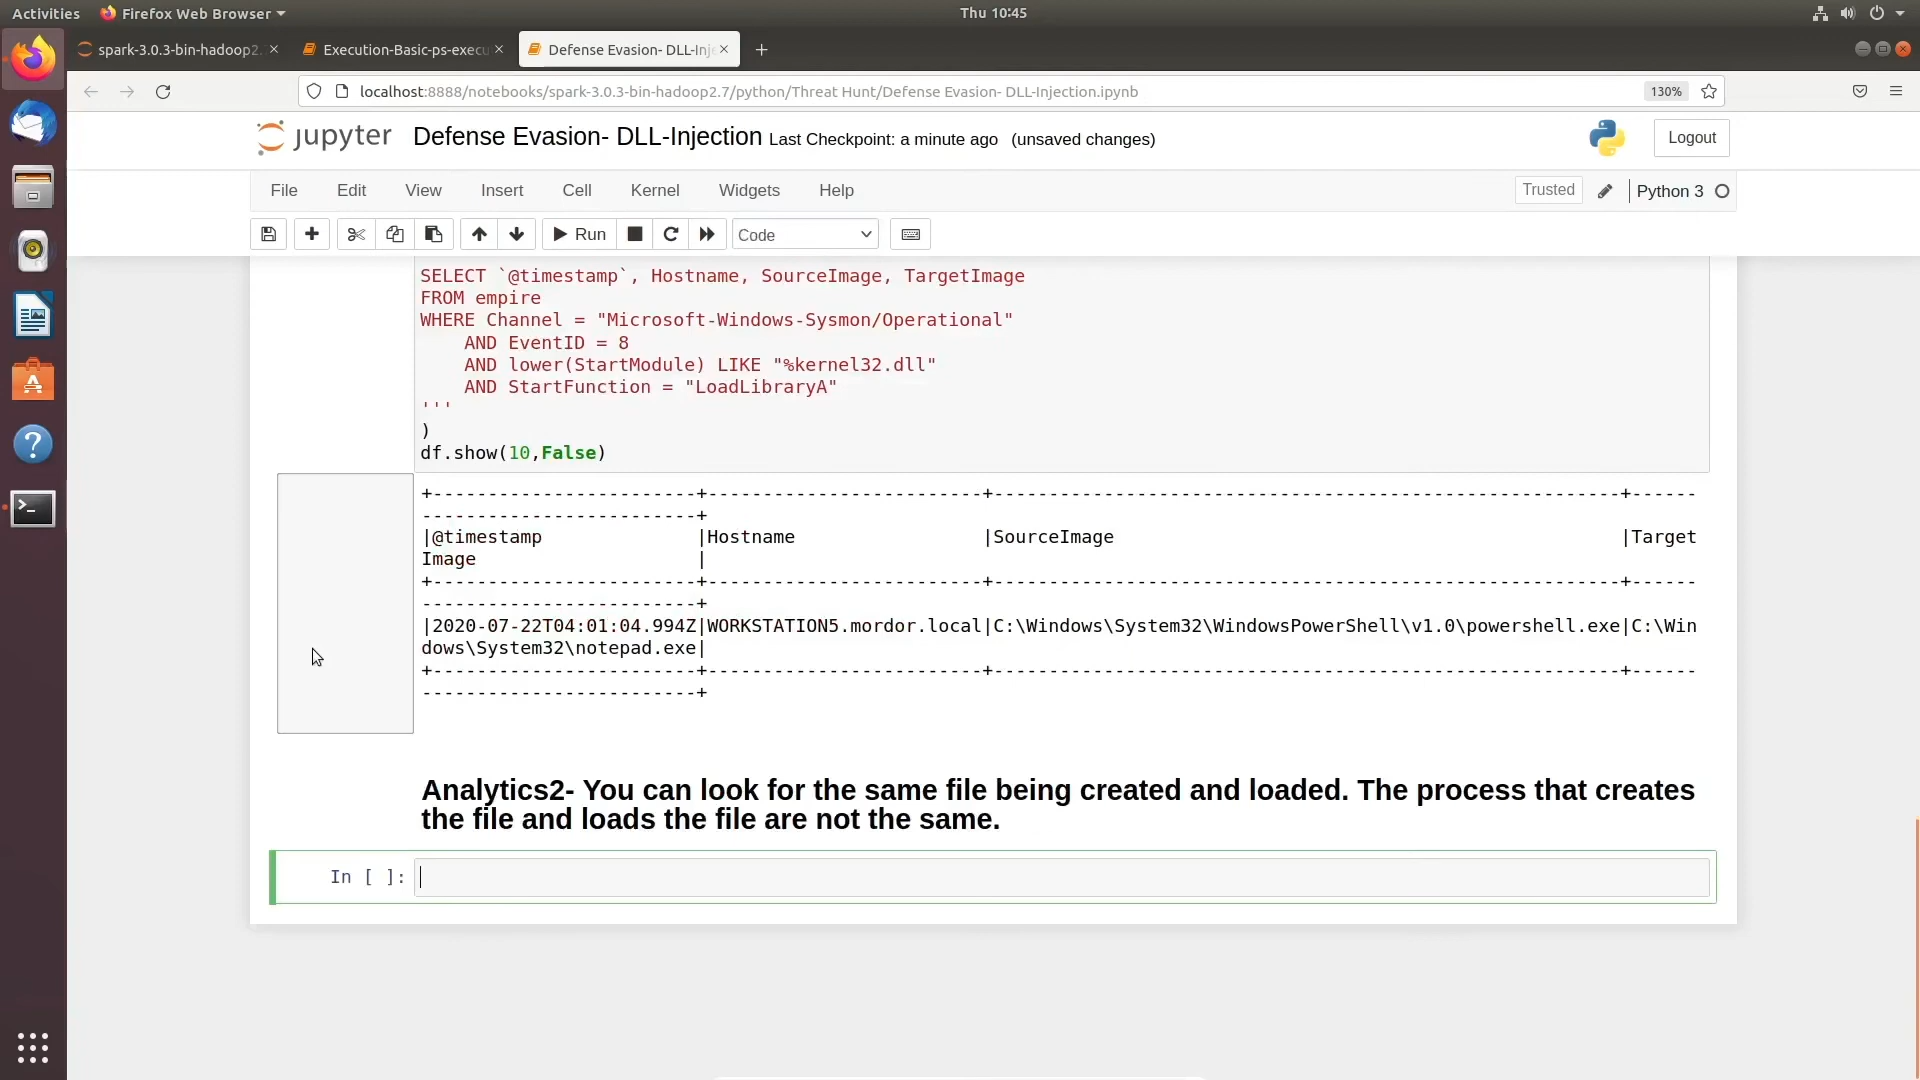 Activities
Firefox Web Browser
Thu 10:45
spark-3.0.3-bin-hadoop2.
Execution-Basic-ps-execu
Defense Evasion- DLL-Inj
localhost:8888/notebooks/spark-3.0.3-bin-hadoop2.7/python/Threat Hunt/Defense Evasion- DLL-Injection.ipynb
130%
jupyter
Defense Evasion- DLL-Injection Last Checkpoint: a minute ago (unsaved changes)
Logout
File Edit View Insert Cell Kernel Widgets Help
Trusted
Python 3
Run
Code
SELECT `@timestamp`, Hostname, SourceImage, TargetImage
FROM empire
WHERE Channel = "Microsoft-Windows-Sysmon/Operational"
    AND EventID = 8
    AND lower(StartModule) LIKE "%kernel32.dll"
    AND StartFunction = "LoadLibraryA"
'''
)
df.show(10,False)
+------------------------+-------------------------+---------------------------------------------------------+------
-------------------------+
|@timestamp              |Hostname                 |SourceImage                                              |Target
Image                    |
+------------------------+-------------------------+---------------------------------------------------------+------
-------------------------+
|2020-07-22T04:01:04.994Z|WORKSTATION5.mordor.local|C:\Windows\System32\WindowsPowerShell\v1.0\powershell.exe|C:\Win
dows\System32\notepad.exe|
+------------------------+-------------------------+---------------------------------------------------------+------
-------------------------+
Analytics2- You can look for the same file being created and loaded. The process that creates
the file and loads the file are not the same.
In [ ]: